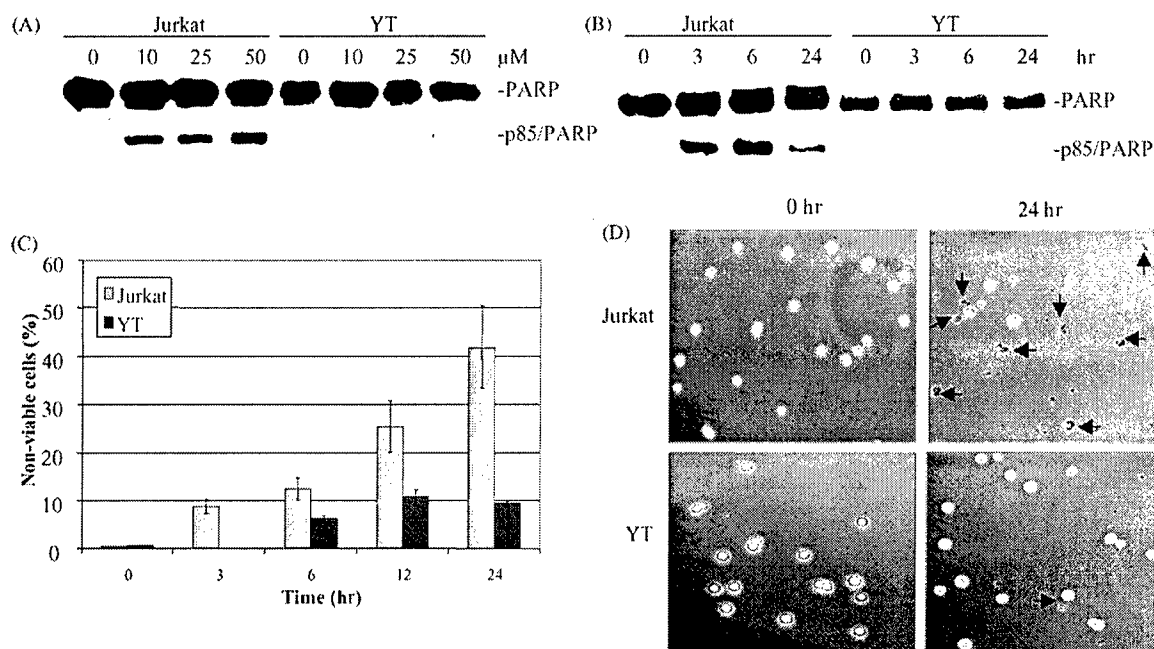 (A)
Jurkat YT
0 10 25 50 0 10 25 50 µM
-PARP
-p85/PARP
(B)
Jurkat YT
0 3 6 24 0 3 6 24 hr
-PARP
-p85/PARP
(C)
60
50
40
30
20
10
0
Non-viable cells (%)
Jurkat
YT
0 3 6 12 24
Time (hr)
(D)
0 hr 24 hr
Jurkat
YT